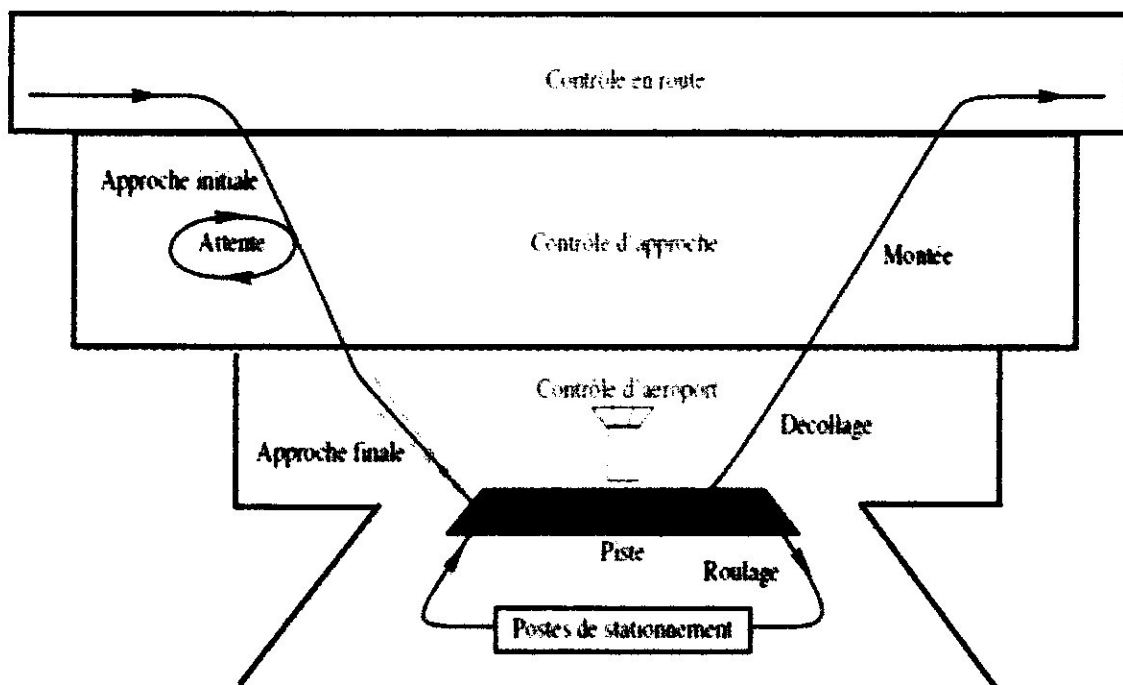 Contrôle en route
Approche initiale
Attente
Contrôle d'approche
Montée
Contrôle d'aeroport
Décollage
Approche finale
Piste
Roulage
Postes de stationnement